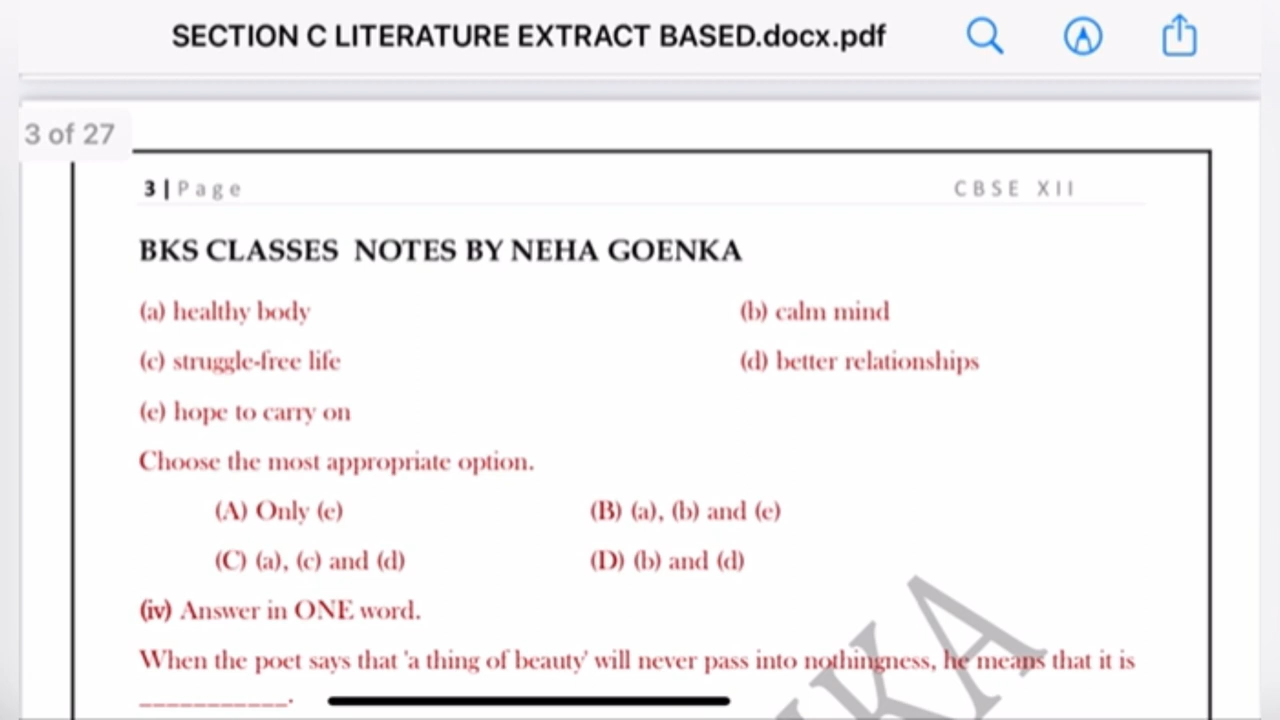 SECTION C LITERATURE EXTRACT BASED.docx.pdf
3 of 27
3 | Page CBSE XII
BKS CLASSES NOTES BY NEHA GOENKA
(a) healthy body (b) calm mind
(c) struggle-free life (d) better relationships
(e) hope to carry on
Choose the most appropriate option.
(A) Only (e) (B) (a), (b) and (e)
(C) (a), (c) and (d) (D) (b) and (d)
(iv) Answer in ONE word.
When the poet says that 'a thing of beauty' will never pass into nothingness, he means that it is
___________.